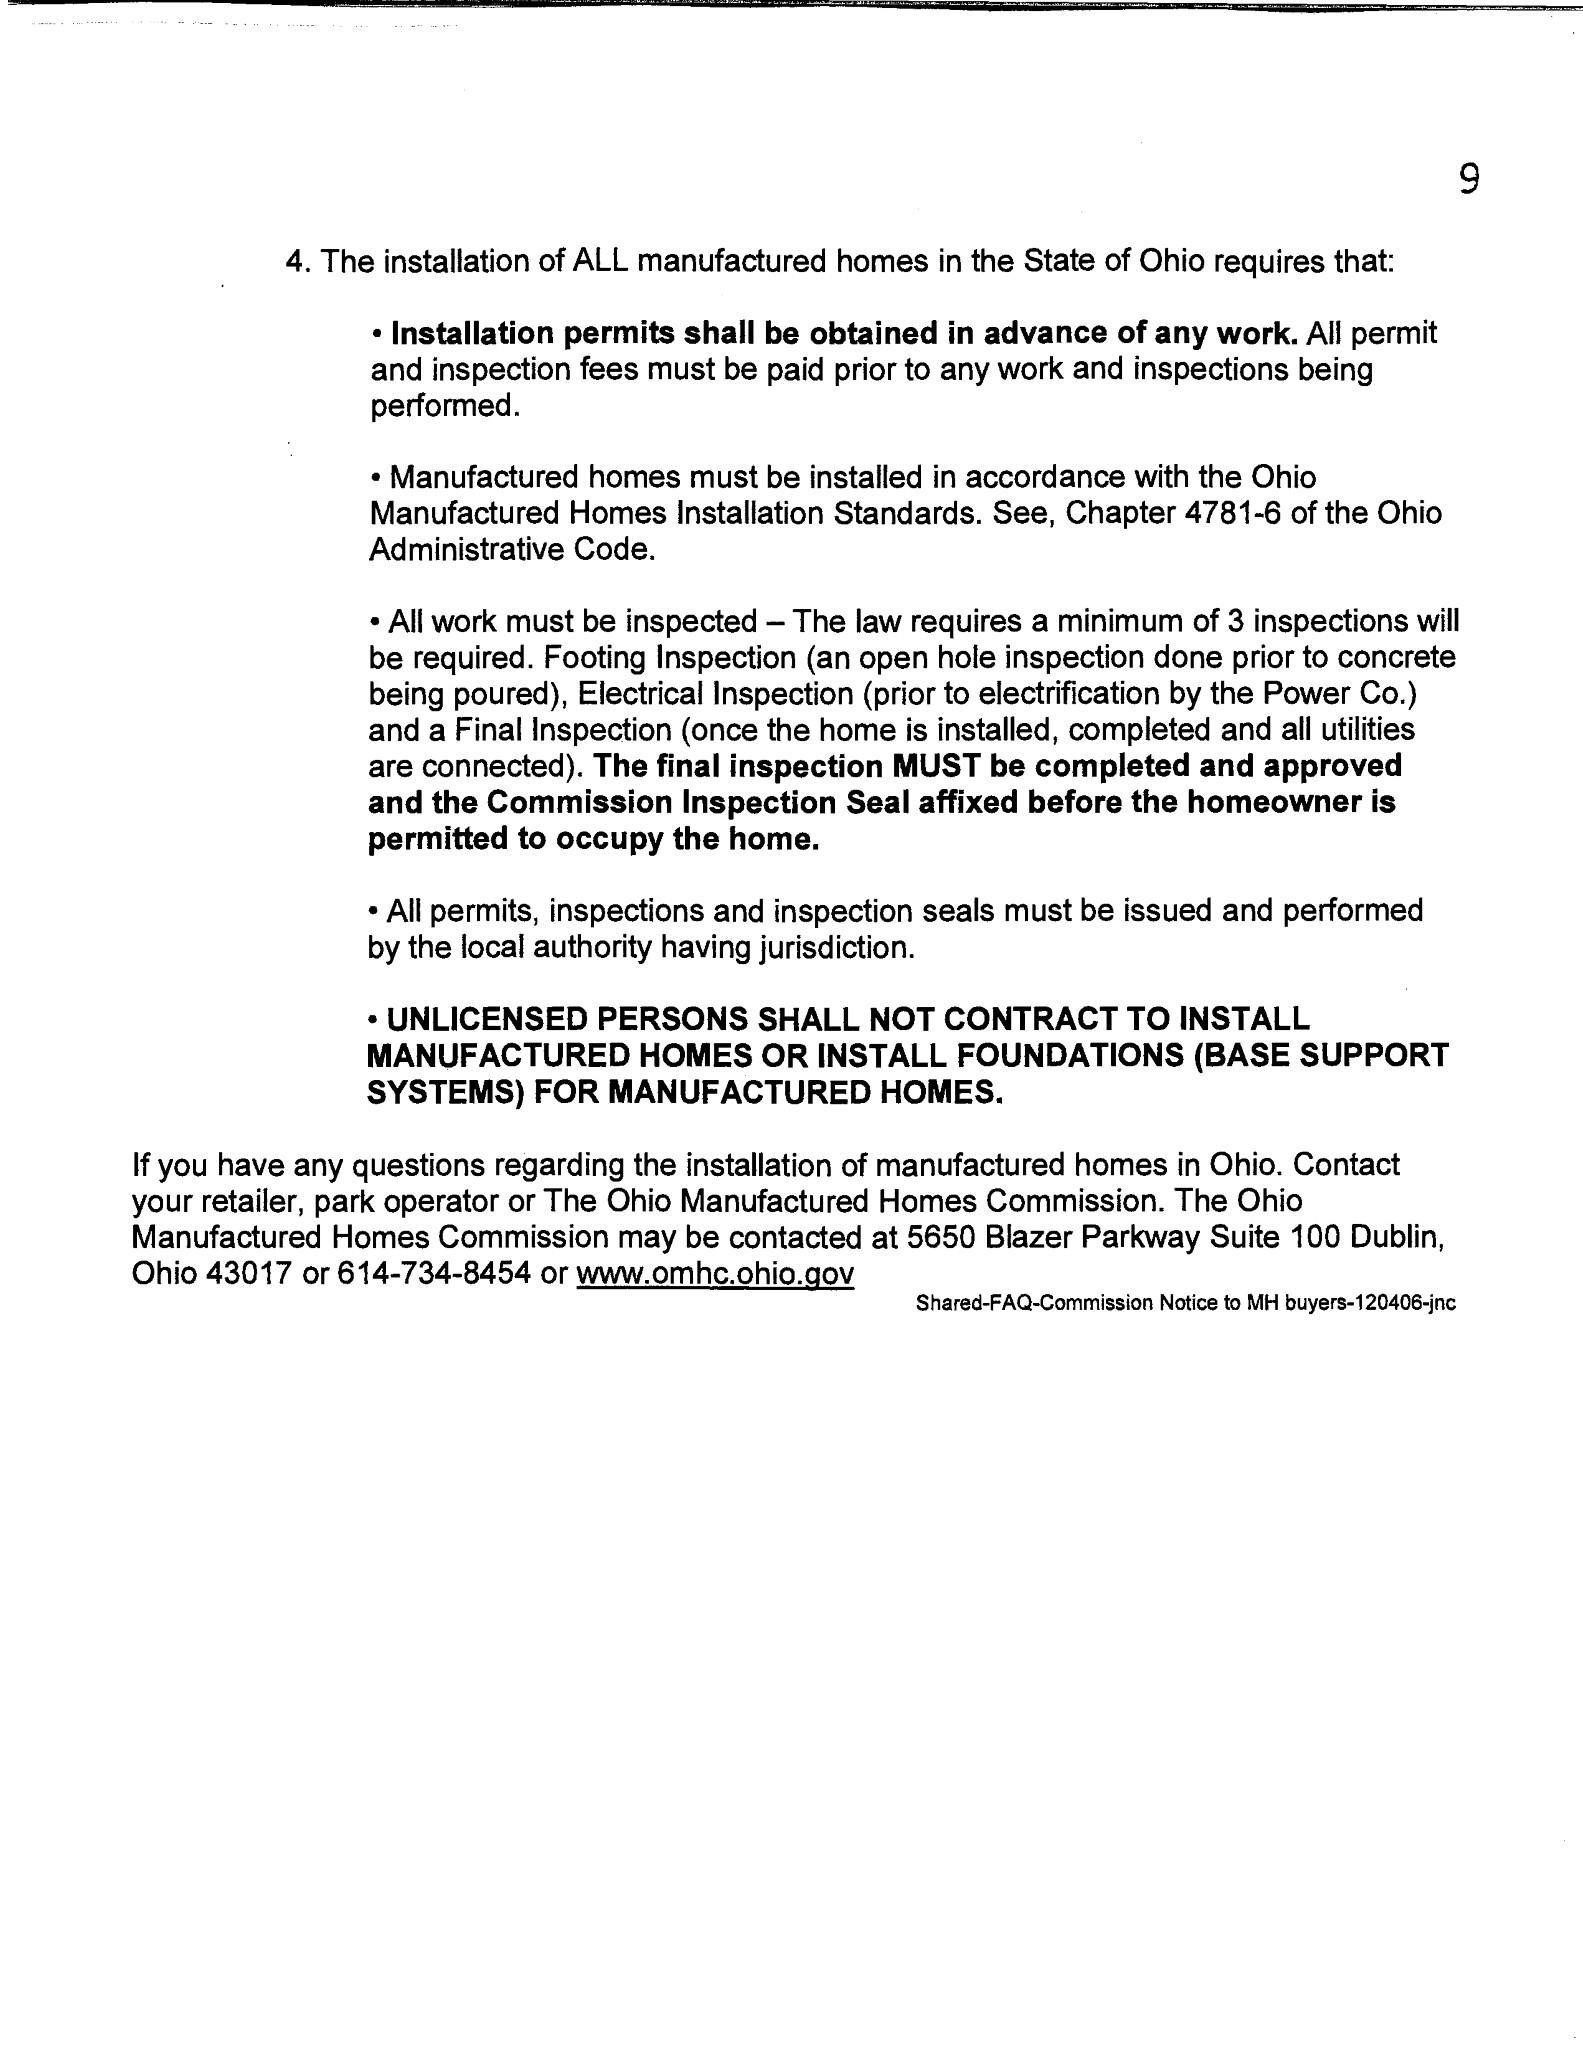 9
4. The installation of ALL manufactured homes in the State of Ohio requires that:
• Installation permits shall be obtained in advance of any work. All permit
and inspection fees must be paid prior to any work and inspections being
performed.
• Manufactured homes must be installed in accordance with the Ohio
Manufactured Homes Installation Standards. See, Chapter 4781-6 of the Ohio
Administrative Code.
• All work must be inspected – The law requires a minimum of 3 inspections will
be required. Footing Inspection (an open hole inspection done prior to concrete
being poured), Electrical Inspection (prior to electrification by the Power Co.)
and a Final Inspection (once the home is installed, completed and all utilities
are connected). The final inspection MUST be completed and approved
and the Commission Inspection Seal affixed before the homeowner is
permitted to occupy the home.
• All permits, inspections and inspection seals must be issued and performed
by the local authority having jurisdiction.
• UNLICENSED PERSONS SHALL NOT CONTRACT TO INSTALL
MANUFACTURED HOMES OR INSTALL FOUNDATIONS (BASE SUPPORT
SYSTEMS) FOR MANUFACTURED HOMES.
If you have any questions regarding the installation of manufactured homes in Ohio. Contact
your retailer, park operator or The Ohio Manufactured Homes Commission. The Ohio
Manufactured Homes Commission may be contacted at 5650 Blazer Parkway Suite 100 Dublin,
Ohio 43017 or 614-734-8454 or www.omhc.ohio.gov
Shared-FAQ-Commission Notice to MH buyers-120406-jnc